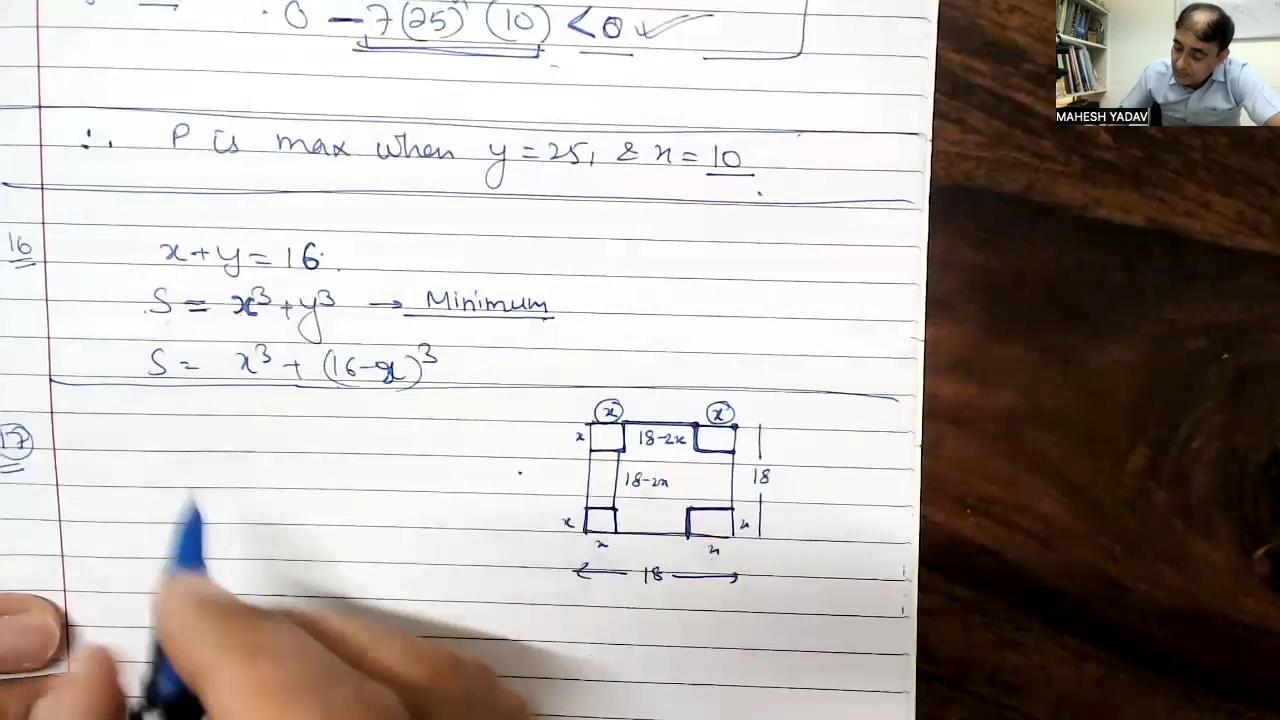 0 - 7(25) (10) < 0 ✓
MAHESH YADAV
∴ P is max when y = 25, & x = 10
16
x + y = 16.
S = x³ + y³ → Minimum
S = x³ + (16-x)³
17
x x
x 18-2x
18-2x 18
x x
x x
18